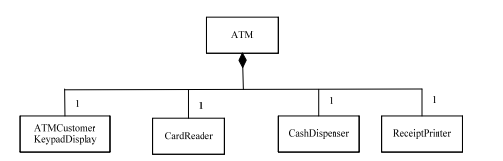 ATM
1
1
1
1
ATMCustomer
KeypadDisplay
CardReader
CashDispenser
ReceiptPrinter